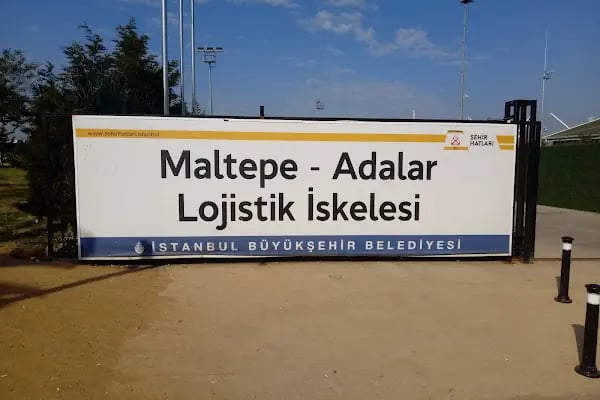 www.sehirhatlari.istanbul
ŞEHİR
HATLARI
Maltepe - Adalar
Lojistik İskelesi
İSTANBUL BÜYÜKŞEHİR BELEDİYESİ